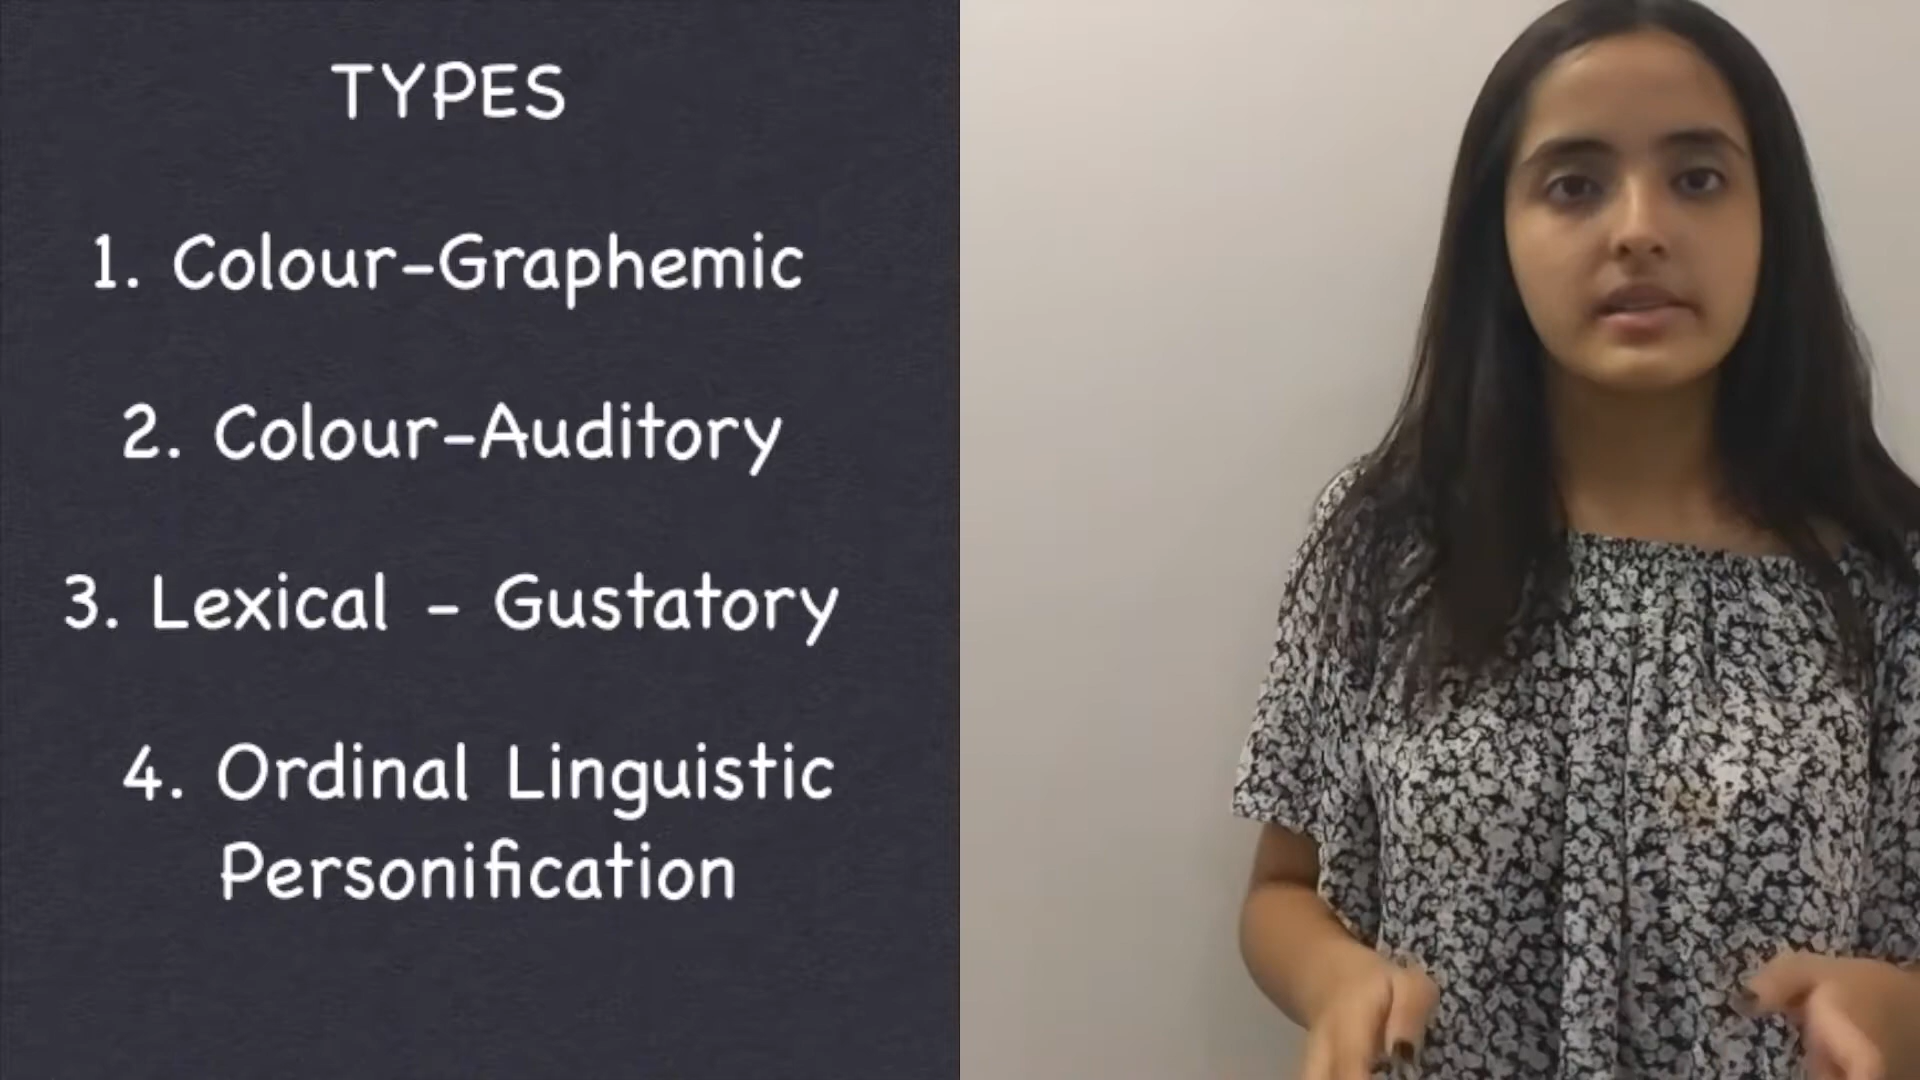 TYPES
1. Colour-Graphemic
2. Colour-Auditory
3. Lexical - Gustatory
4. Ordinal Linguistic
Personification